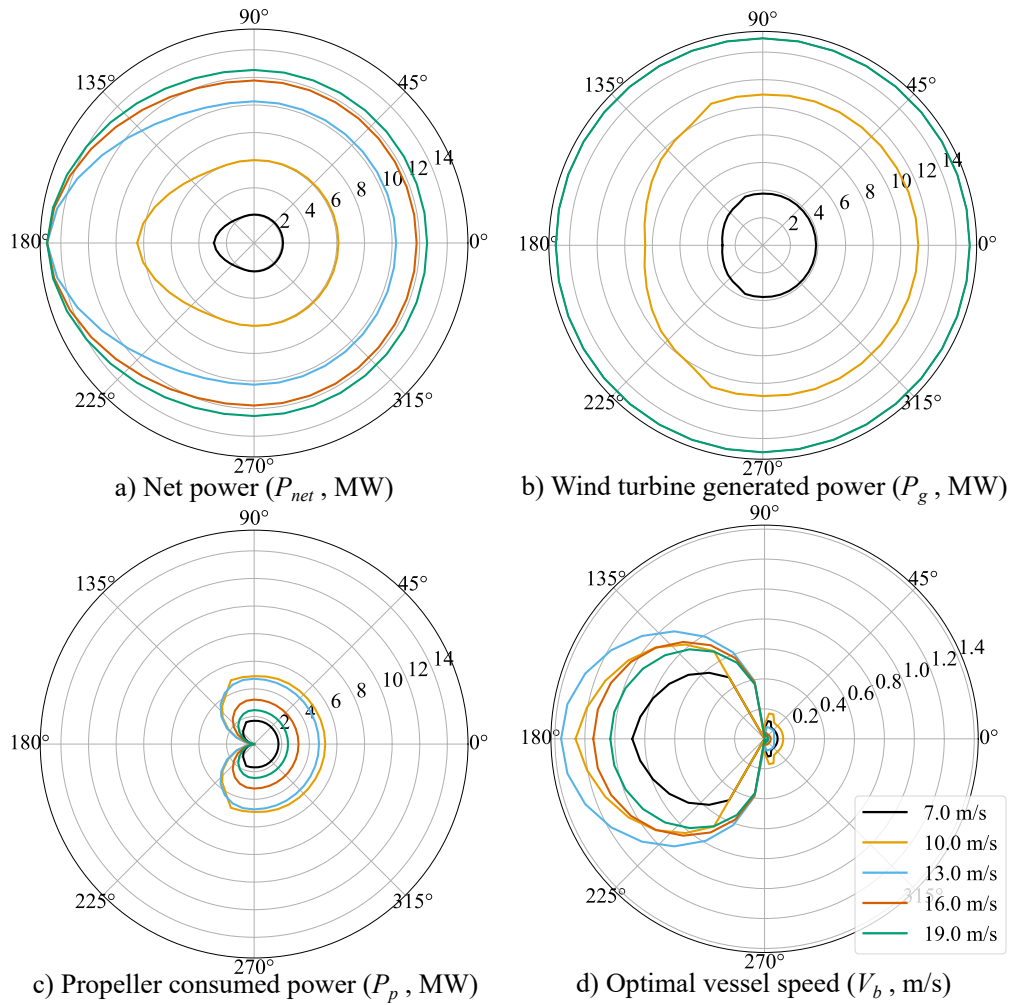 90°
135°
45°
180°
2 4 6 8 10 12 14
0°
225°
315°
270°
a) Net power (P_net , MW)
90°
135°
45°
180°
2 4 6 8 10 12 14
0°
225°
315°
270°
b) Wind turbine generated power (P_g , MW)
90°
135°
45°
180°
2 4 6 8 10 12 14
0°
225°
315°
270°
c) Propeller consumed power (P_p , MW)
90°
135°
45°
180°
0.2 0.4 0.6 0.8 1.0 1.2 1.4
0°
225°
315°
270°
7.0 m/s
10.0 m/s
13.0 m/s
16.0 m/s
19.0 m/s
d) Optimal vessel speed (V_b , m/s)